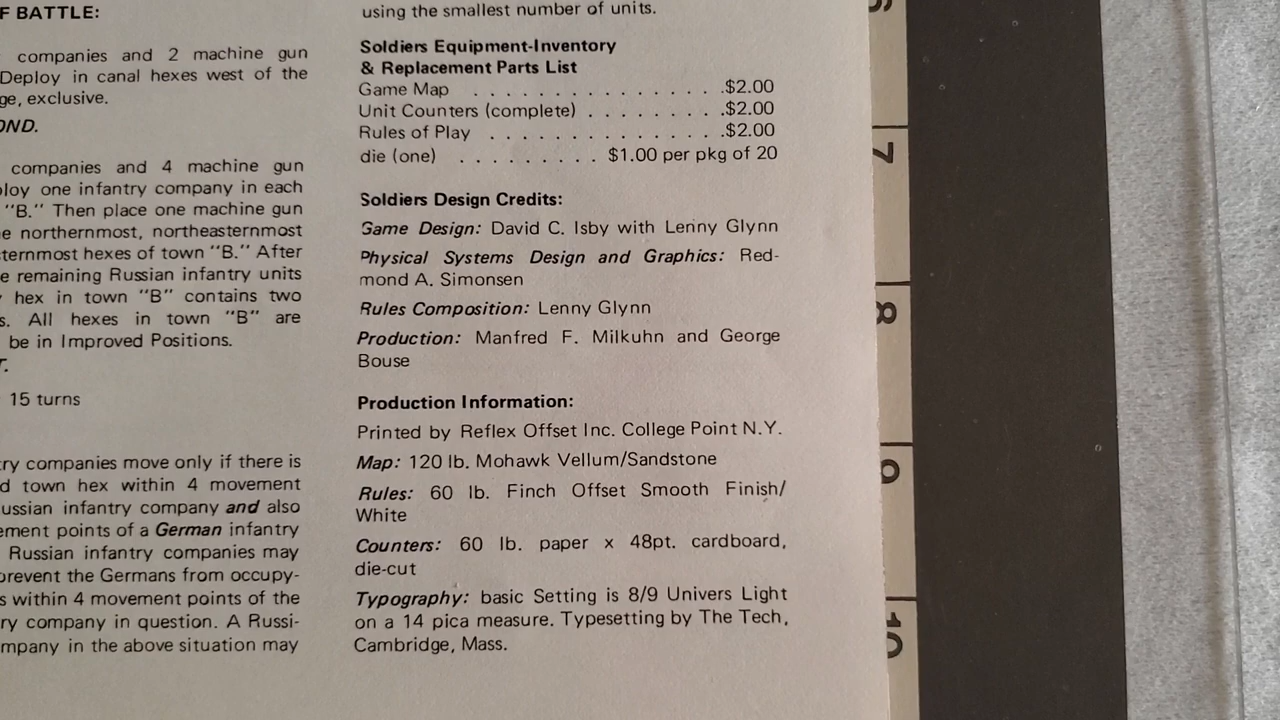 F BATTLE:
companies and 2 machine gun
Deploy in canal hexes west of the
ge, exclusive.
OND.
companies and 4 machine gun
ploy one infantry company in each
"B." Then place one machine gun
e northernmost, northeasternmost
ternmost hexes of town "B." After
e remaining Russian infantry units
hex in town "B" contains two
s. All hexes in town "B" are
be in Improved Positions.
T.
15 turns
ry companies move only if there is
d town hex within 4 movement
ussian infantry company and also
ement points of a German infantry
Russian infantry companies may
prevent the Germans from occupy-
s within 4 movement points of the
ry company in question. A Russi-
mpany in the above situation may
using the smallest number of units.
Soldiers Equipment-Inventory
& Replacement Parts List
Game Map . . . . . . . . . . . . . . . .$2.00
Unit Counters (complete) . . . . . . . .$2.00
Rules of Play . . . . . . . . . . . . . . .$2.00
die (one) . . . . . . . . . $1.00 per pkg of 20
Soldiers Design Credits:
Game Design: David C. Isby with Lenny Glynn
Physical Systems Design and Graphics: Red-
mond A. Simonsen
Rules Composition: Lenny Glynn
Production: Manfred F. Milkuhn and George
Bouse
Production Information:
Printed by Reflex Offset Inc. College Point N.Y.
Map: 120 lb. Mohawk Vellum/Sandstone
Rules: 60 lb. Finch Offset Smooth Finish/
White
Counters: 60 lb. paper x 48pt. cardboard,
die-cut
Typography: basic Setting is 8/9 Univers Light
on a 14 pica measure. Typesetting by The Tech,
Cambridge, Mass.
7
8
9
10